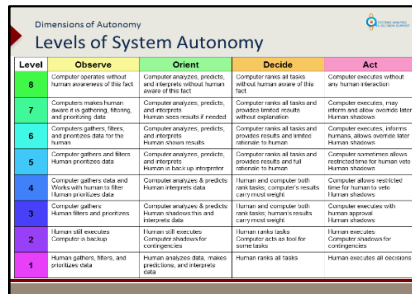 Dimensions of Autonomy
Levels of System Autonomy
Level Observe Orient Decide Act
8
Computer operates without
human awareness of this fact
Computer analyzes, predicts,
and interprets without human
aware of this fact
Computer ranks all tasks
without human aware of this
fact
Computer executes without
any human interaction
7
Computers makes human
aware it is gathering, filtering,
and prioritizing data
Computer analyzes, predicts,
and interprets
Human sees results if needed
Computer ranks all tasks and
provides limited results
without explanation
Computer executes, may
inform and allow override later
Human shadows
6
Computer gathers, filters,
and prioritizes data for the
human
Computer analyzes, predicts,
and interprets
Human shown results
Computer ranks all tasks and
provides results and limited
rationale to human
Computer executes, informs
humans, allows override later
Human shadows
5
Computer gathers and filters
Human prioritizes data
Computer analyzes, predicts,
and interprets
Human is back up interpreter
Computer ranks all tasks and
provides results and full
rationale to human
Computer sometimes allows
restricted time for human veto
Human shadows
4
Computer gathers data and
Works with human to filter
Human prioritizes data
Computer analyzes & predicts
Human interprets data
Human and computer both
rank tasks; computer's results
carry most weight
Computer allows restricted
time for human to veto
Human shadows
3
Computer gathers
Human filters and prioritizes
Computer analyzes & predicts
Human shadows this and
interprets data
Human and computer both
rank tasks; human's results
carry most weight
Computer executes with
human approval
Human shadows
2
Human still executes
Computer is backup
Human still executes
Computer shadows for
contingencies
Human ranks tasks
Computer acts as tool for
some tasks
Human executes
Computer shadows for
contingencies
1
Human gathers, filters, and
prioritizes data
Human analyzes data, makes
predictions, and interprets
data
Human ranks all tasks
Human executes all decisions